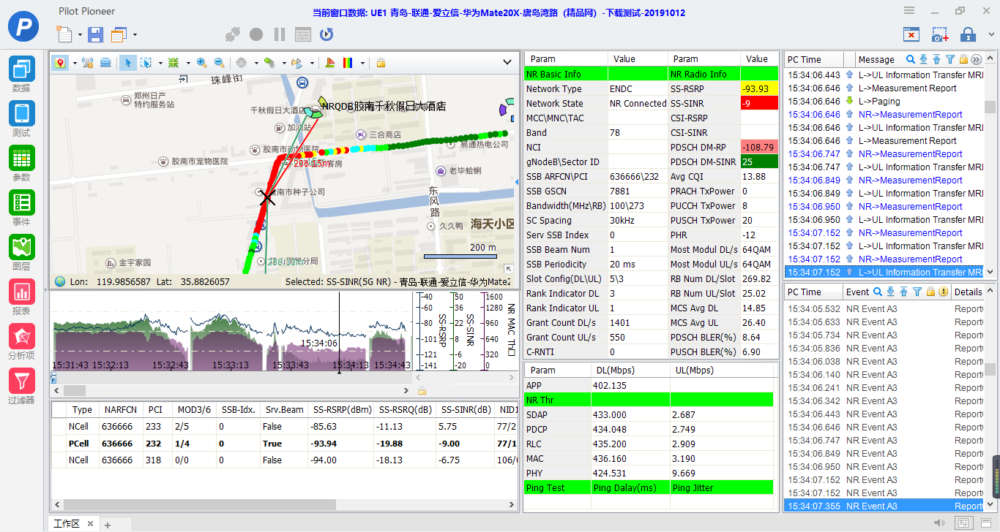 Pilot Pioneer
当前窗口数据: UE1 青岛-联通-爱立信-华为Mate20X-唐岛湾路（精品网）-下载测试-20191012
数据
测试
参数
事件
图层
报表
分析项
过滤器
珠峰街
郑州日产
特约服务站
千秋假日大酒店
NRQDB胶南千秋假日大酒店
加油站
三合商店
易通热电公司
胶南市动物医院
胶南市宠物医院
客房
老毕蛤蜊
胶南市种子公司
东风路
久久鸭
海天小区
金宇家园
分局
200 m
Lon: 119.986587 Lat: 35.8826057
Selected: SS-SINR(5G NR) - 青岛-联通-爱立信-华为Mate2
-40 50 1600
-60 36 1280
-80 22 960
-101 8 640
-121 -6 320
-141 -20 0
SS-RSRP
SS-SINR
NR MAC
15:34:06
15:31:43 15:32:13 15:32:43 15:33:13 15:33:43 15:34:13 15:34:43
Type NARFCN PCI MOD3/6 SSB-Idx. Srv.Beam SS-RSRP(dBm) SS-RSRQ(dB) SS-SINR(dB) NID1
NCell 636666 233 2/5 0 False -85.63 -11.13 5.75 77/2
PCell 636666 232 1/4 0 True -93.94 -19.88 -9.00 77/1
NCell 636666 318 0/0 0 False -94.00 -18.13 -6.75 106/
工作区
Param Value Param Value
NR Basic Info NR Radio Info
Network Type ENDC SS-RSRP -93.93
Network State NR Connected SS-SINR -9
MCC\MNC\TAC CSI-RSRP
Band 78 CSI-SINR
NCI PDSCH DM-RP -108.79
gNodeB\Sector ID PDSCH DM-SINR 25
SSB ARFCN\PCI 636666\232 Avg CQI 13.88
SSB GSCN 7881 PRACH TxPower 0
Bandwidth(MHz\RB) 100\273 PUCCH TxPower 8
SC Spacing 30kHz PUSCH TxPower 20
Serv SSB Index 0 PHR -12
SSB Beam Num 1 Most Modul DL/s 64QAM
SSB Periodicity 20 ms Most Modul UL/s 64QAM
Slot Config(DL\UL) 5\3 RB Num DL/Slot 269.82
Rank Indicator DL 3 RB Num UL/Slot 25.02
Rank Indicator UL 1 MCS Avg DL 14.85
Grant Count DL/s 1401 MCS Avg UL 26.40
Grant Count UL/s 550 PDSCH BLER(%) 8.64
C-RNTI 0 PUSCH BLER(%) 6.90
Param DL(Mbps) UL(Mbps)
APP 402.135
NR Thr
SDAP 433.000 2.687
PDCP 434.048 2.749
RLC 435.200 2.909
MAC 436.160 3.190
PHY 424.531 9.669
Ping Test Ping Dalay(ms) Ping Jitter
PC Time Message
15:34:06.443 L->UL Information Transfer MRI
15:34:06.646 L->Measurement Report
15:34:06.646 L->Paging
15:34:06.646 NR->MeasurementReport
15:34:06.646 L->UL Information Transfer MRI
15:34:06.646 L->Measurement Report
15:34:06.747 NR->MeasurementReport
15:34:06.747 L->UL Information Transfer MRI
15:34:06.849 NR->MeasurementReport
15:34:06.849 L->UL Information Transfer MRI
15:34:06.950 NR->MeasurementReport
15:34:06.950 L->UL Information Transfer MRI
15:34:07.152 NR->MeasurementReport
15:34:07.152 L->UL Information Transfer MRI
15:34:07.152 NR->MeasurementReport
15:34:07.152 L->UL Information Transfer MRI
PC Time Event Details
15:34:05.532 NR Event A3 Report
15:34:05.633 NR Event A3 Report
15:34:05.734 NR Event A3 Report
15:34:05.836 NR Event A3 Report
15:34:06.038 NR Event A3 Report
15:34:06.140 NR Event A3 Report
15:34:06.241 NR Event A3 Report
15:34:06.342 NR Event A3 Report
15:34:06.443 NR Event A3 Report
15:34:06.646 NR Event A3 Report
15:34:06.747 NR Event A3 Report
15:34:06.849 NR Event A3 Report
15:34:06.950 NR Event A3 Report
15:34:07.152 NR Event A3 Report
15:34:07.152 NR Event A3 Report
15:34:07.355 NR Event A3 Report